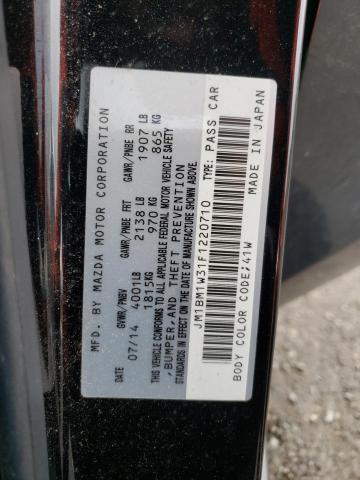 MFD. BY MAZDA MOTOR CORPORATION
DATE GVWR/PNBV GAWR/PNBE FRT GAWR/PNBE RR
07/14 4001LB 2138 LB 1907 LB
1815KG 970 KG 865 KG
THIS VEHICLE CONFORMS TO ALL APPLICABLE FEDERAL MOTOR VEHICLE SAFETY
,BUMPER,AND THEFT PREVENTION
STANDARDS IN EFFECT ON THE DATE OF MANUFACTURE SHOWN ABOVE.
JM1BM1W31F1220710 TYPE: PASS CAR
BODY COLOR CODE;41W MADE IN JAPAN